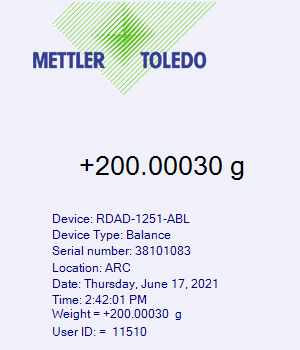 METTLER TOLEDO
+200.00030 g
Device: RDAD-1251-ABL
Device Type: Balance
Serial number: 38101083
Location: ARC
Date: Thursday, June 17, 2021
Time: 2:42:01 PM
Weight = +200.00030 g
User ID: = 11510